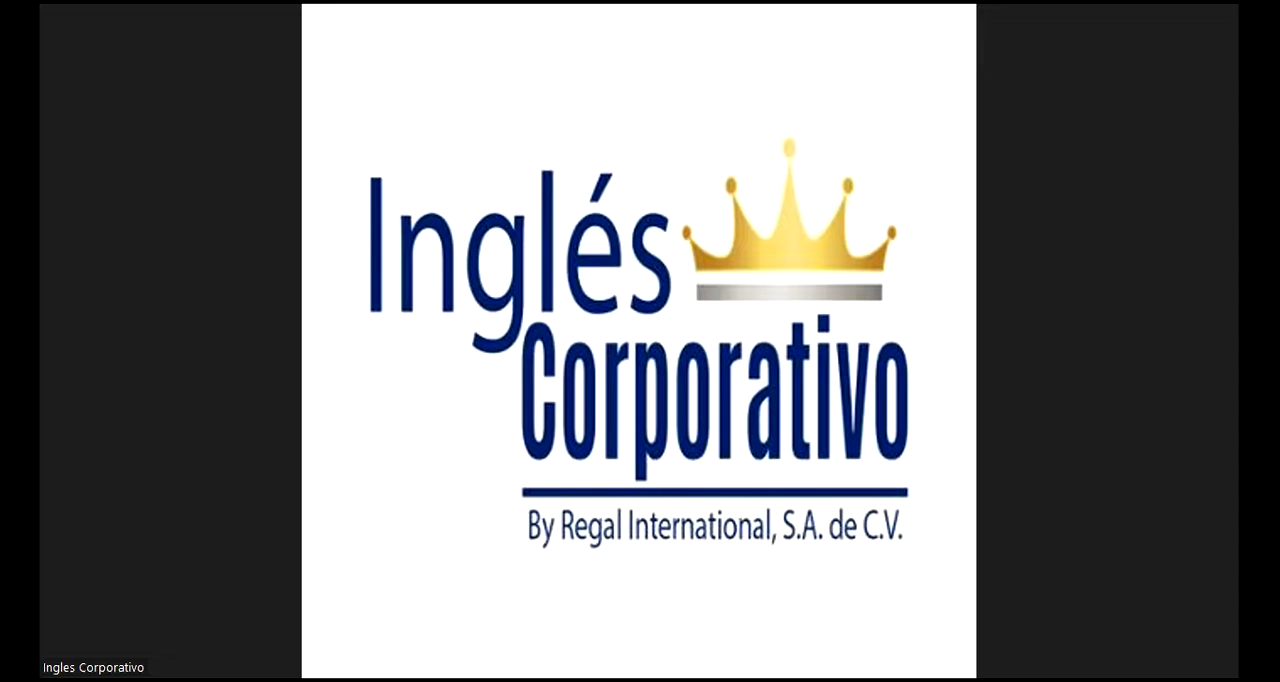 Inglés
Corporativo
By Regal International, S.A. de C.V.
Ingles Corporativo